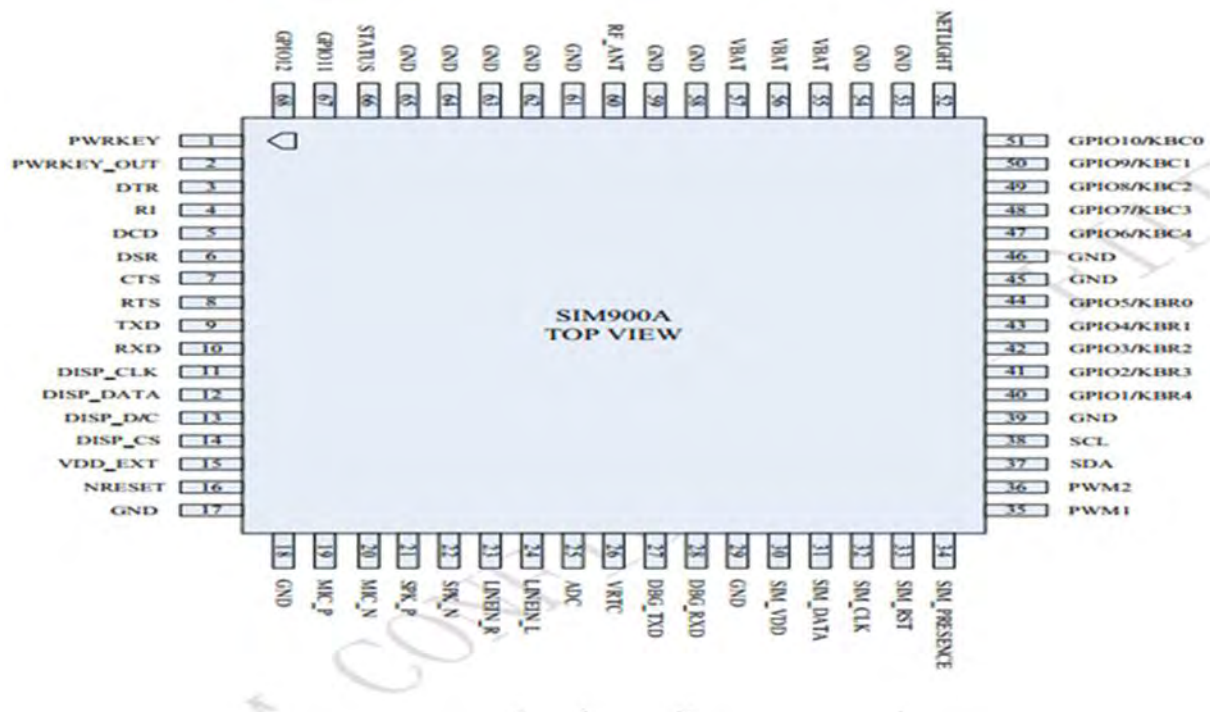 GPIO12 GPIO11 STATUS GND GND GND GND GND RF_ANT GND GND VBAT VBAT VBAT GND GND NETLIGHT
68 67 66 65 64 63 62 61 60 59 58 57 56 55 54 53 52
PWRKEY 1
PWRKEY_OUT 2
DTR 3
RI 4
DCD 5
DSR 6
CTS 7
RTS 8
TXD 9
RXD 10
DISP_CLK 11
DISP_DATA 12
DISP_D/C 13
DISP_CS 14
VDD_EXT 15
NRESET 16
GND 17
SIM900A
TOP VIEW
51 GPIO10/KBC0
50 GPIO9/KBC1
49 GPIO8/KBC2
48 GPIO7/KBC3
47 GPIO6/KBC4
46 GND
45 GND
44 GPIO5/KBR0
43 GPIO4/KBR1
42 GPIO3/KBR2
41 GPIO2/KBR3
40 GPIO1/KBR4
39 GND
38 SCL
37 SDA
36 PWM2
35 PWM1
18 19 20 21 22 23 24 25 26 27 28 29 30 31 32 33 34
GND MIC_P MIC_N SPK_P SPK_N LINEIN_R LINEIN_L ADC VRTC DBG_TXD DBG_RXD GND SIM_VDD SIM_DATA SIM_CLK SIM_RST SIM_PRESENCE